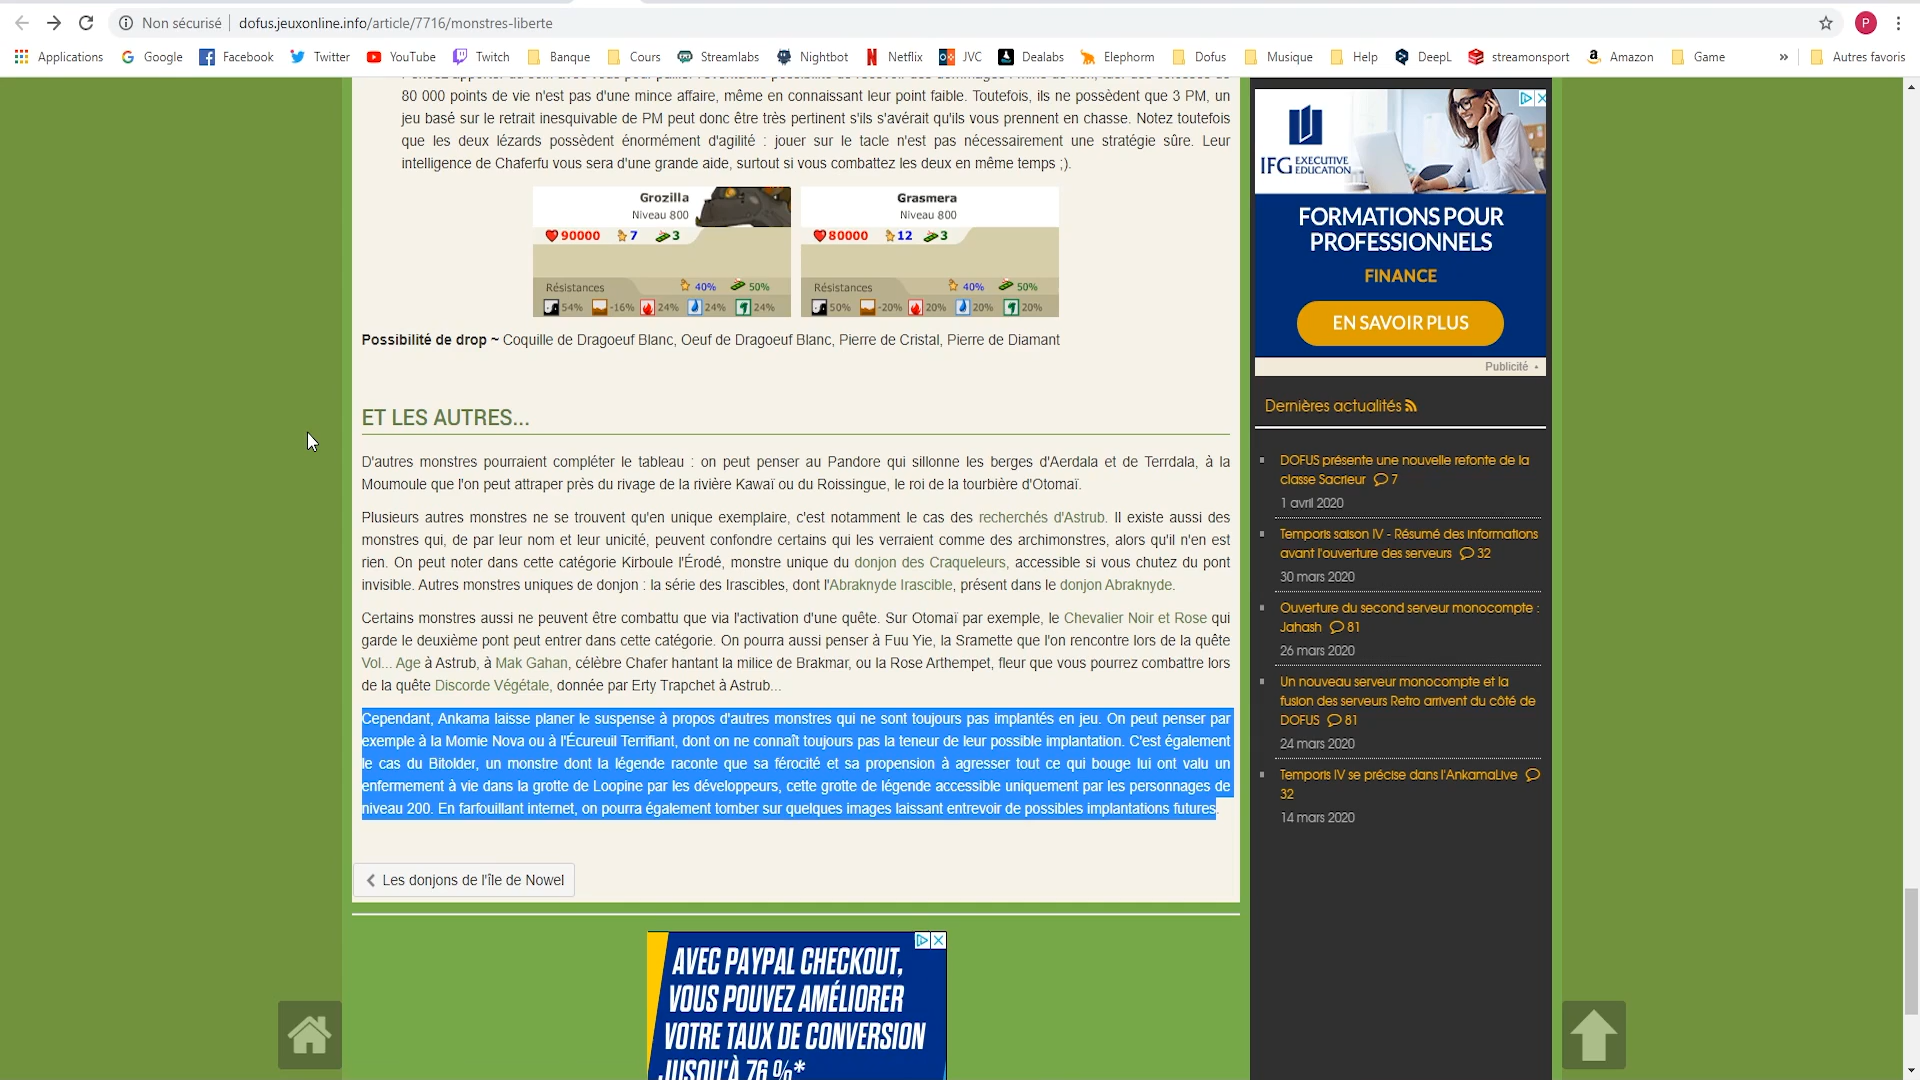 Non sécurisé | dofus.jeuxonline.info/article/7716/monstres-liberte
P
Applications Google Facebook Twitter YouTube Twitch Banque Cours Streamlabs Nightbot Netflix JVC Dealabs Elephorm Dofus Musique Help DeepL streamonsport Amazon Game » Autres favoris
80 000 points de vie n'est pas d'une mince affaire, même en connaissant leur point faible. Toutefois, ils ne possèdent que 3 PM, un
jeu basé sur le retrait inesquivable de PM peut donc être très pertinent s'ils s'avérait qu'ils vous prennent en chasse. Notez toutefois
que les deux lézards possèdent énormément d'agilité : jouer sur le tacle n'est pas nécessairement une stratégie sûre. Leur
intelligence de Chaferfu vous sera d'une grande aide, surtout si vous combattez les deux en même temps ;).
Grozilla
Niveau 800
90000 7 3
Résistances 40% 50%
54% -16% 24% 24% 24%
Grasmera
Niveau 800
80000 12 3
Résistances 40% 50%
50% -20% 20% 20% 20%
Possibilité de drop ~ Coquille de Dragoeuf Blanc, Oeuf de Dragoeuf Blanc, Pierre de Cristal, Pierre de Diamant
ET LES AUTRES...
D'autres monstres pourraient compléter le tableau : on peut penser au Pandore qui sillonne les berges d'Aerdala et de Terrdala, à la
Moumoule que l'on peut attraper près du rivage de la rivière Kawaï ou du Roissingue, le roi de la tourbière d'Otomaï.
Plusieurs autres monstres ne se trouvent qu'en unique exemplaire, c'est notamment le cas des recherchés d'Astrub. Il existe aussi des
monstres qui, de par leur nom et leur unicité, peuvent confondre certains qui les verraient comme des archimonstres, alors qu'il n'en est
rien. On peut noter dans cette catégorie Kirboule l'Érodé, monstre unique du donjon des Craqueleurs, accessible si vous chutez du pont
invisible. Autres monstres uniques de donjon : la série des Irascibles, dont l'Abraknyde Irascible, présent dans le donjon Abraknyde.
Certains monstres aussi ne peuvent être combattu que via l'activation d'une quête. Sur Otomaï par exemple, le Chevalier Noir et Rose qui
garde le deuxième pont peut entrer dans cette catégorie. On pourra aussi penser à Fuu Yie, la Sramette que l'on rencontre lors de la quête
Vol... Age à Astrub, à Mak Gahan, célèbre Chafer hantant la milice de Brakmar, ou la Rose Arthempet, fleur que vous pourrez combattre lors
de la quête Discorde Végétale, donnée par Erty Trapchet à Astrub...
Cependant, Ankama laisse planer le suspense à propos d'autres monstres qui ne sont toujours pas implantés en jeu. On peut penser par
exemple à la Momie Nova ou à l'Écureuil Terrifiant, dont on ne connaît toujours pas la teneur de leur possible implantation. C'est également
le cas du Bitolder, un monstre dont la légende raconte que sa férocité et sa propension à agresser tout ce qui bouge lui ont valu un
enfermement à vie dans la grotte de Loopine par les développeurs, cette grotte de légende accessible uniquement par les personnages de
niveau 200. En farfouillant internet, on pourra également tomber sur quelques images laissant entrevoir de possibles implantations futures.
Les donjons de l'île de Nowel
AVEC PAYPAL CHECKOUT,
VOUS POUVEZ AMÉLIORER
VOTRE TAUX DE CONVERSION
JUSQU'À 76 %*
IFG EXECUTIVE
EDUCATION
FORMATIONS POUR
PROFESSIONNELS
FINANCE
EN SAVOIR PLUS
Publicité
Dernières actualités
DOFUS présente une nouvelle refonte de la
classe Sacrieur 7
1 avril 2020
Temporis saison IV - Résumé des informations
avant l'ouverture des serveurs 32
30 mars 2020
Ouverture du second serveur monocompte :
Jahash 81
26 mars 2020
Un nouveau serveur monocompte et la
fusion des serveurs Retro arrivent du côté de
DOFUS 81
24 mars 2020
Temporis IV se précise dans l'AnkamaLive
32
14 mars 2020